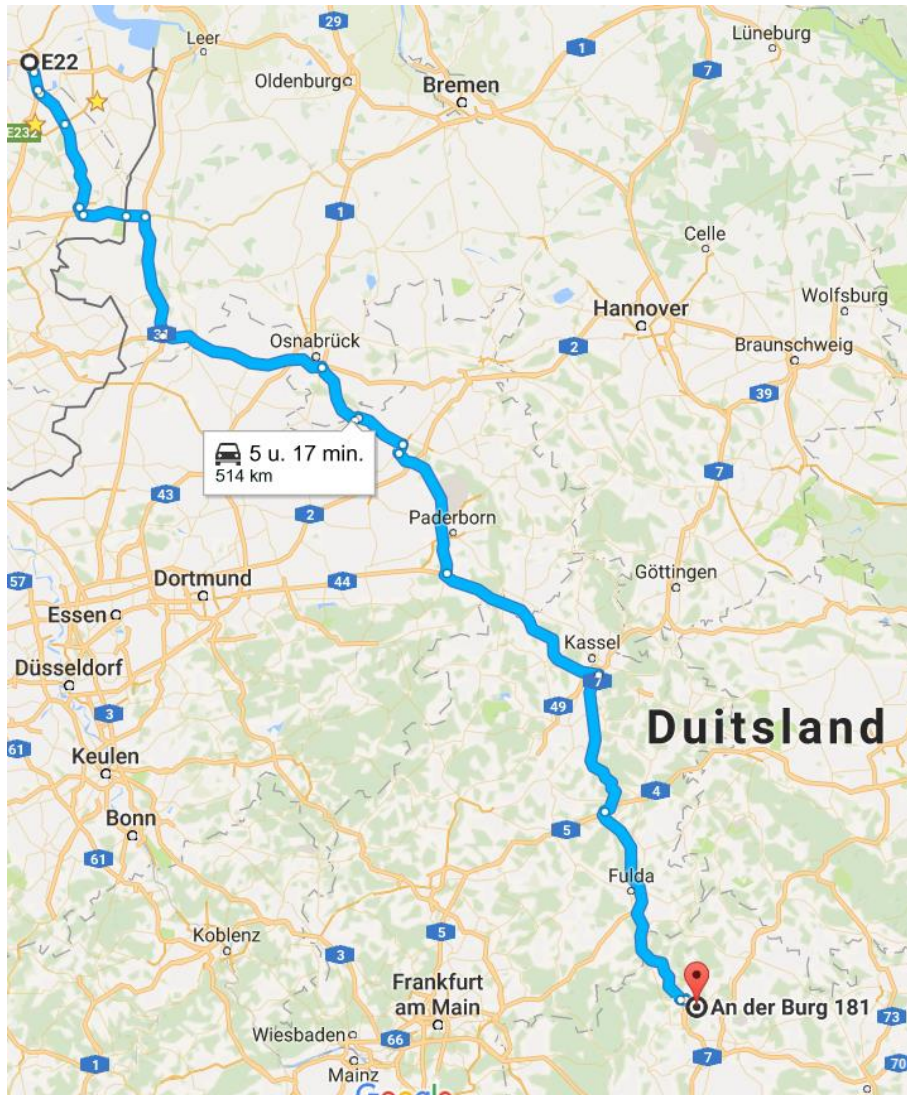 29
Leer
Lüneburg
1
E22
7
Oldenburg
Bremen
E232
1
Celle
Hannover
Wolfsburg
31
Osnabrück
2
Braunschweig
39
5 u. 17 min.
514 km
7
43
2
Paderborn
57
Dortmund
44
Göttingen
Essen
Kassel
Düsseldorf
7
3
49
Duitsland
61
Keulen
4
Bonn
5
61
Fulda
Koblenz
5
3
Frankfurt
am Main
An der Burg 181
73
Wiesbaden
66
7
1
Mainz
70
Google